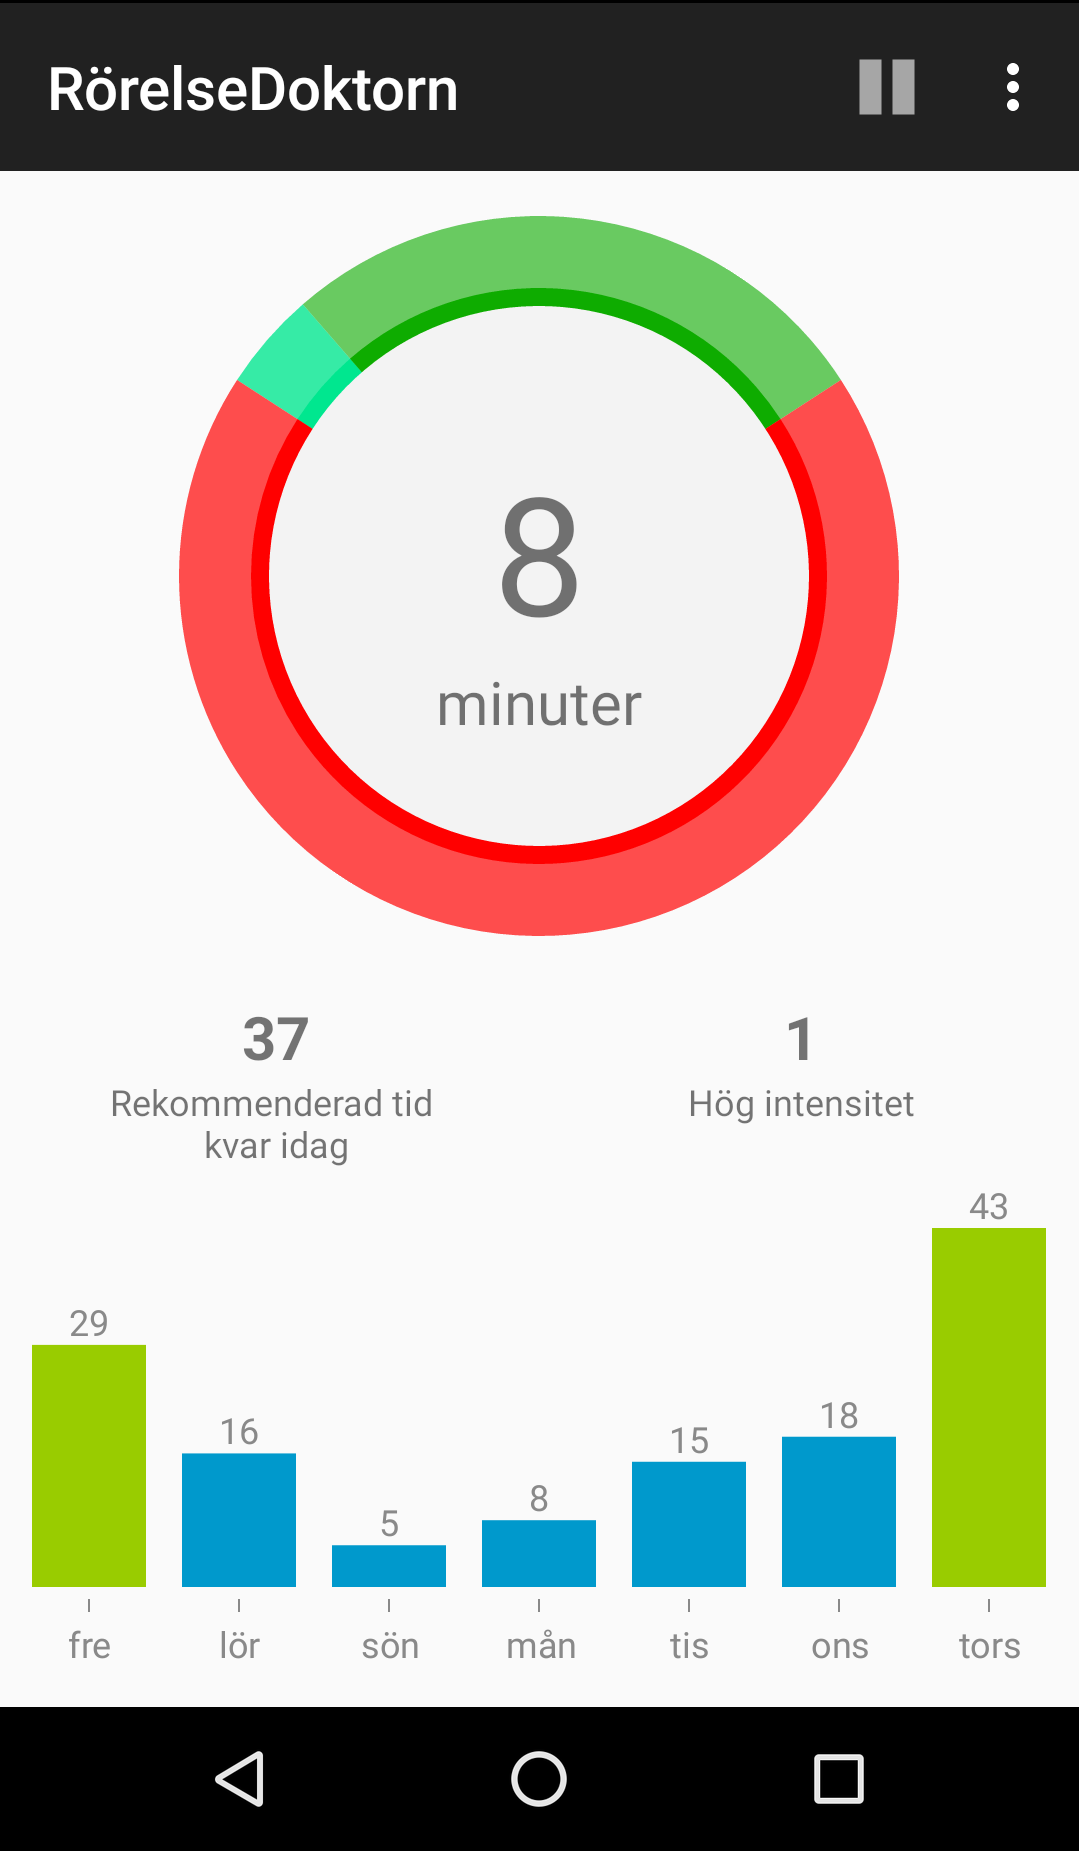 RörelseDoktorn
8
minuter
37
Rekommenderad tid
kvar idag
1
Hög intensitet
29
16
5
8
15
18
43
fre
lör
sön
mån
tis
ons
tors